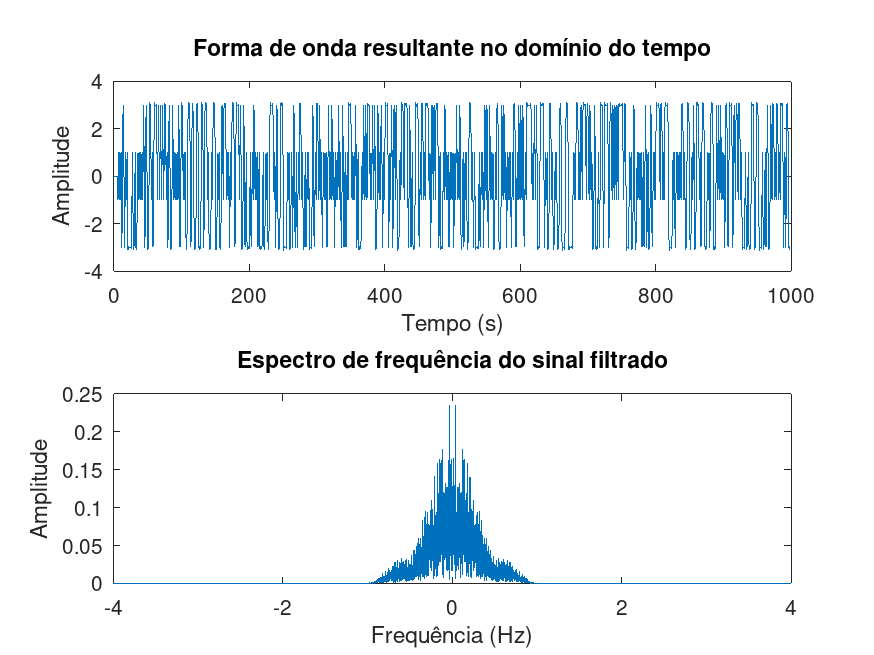 Forma de onda resultante no domínio do tempo
4
2
0
-2
-4
Amplitude
0 200 400 600 800 1000
Tempo (s)
Espectro de frequência do sinal filtrado
0.25
0.2
0.15
0.1
0.05
0
Amplitude
-4 -2 0 2 4
Frequência (Hz)